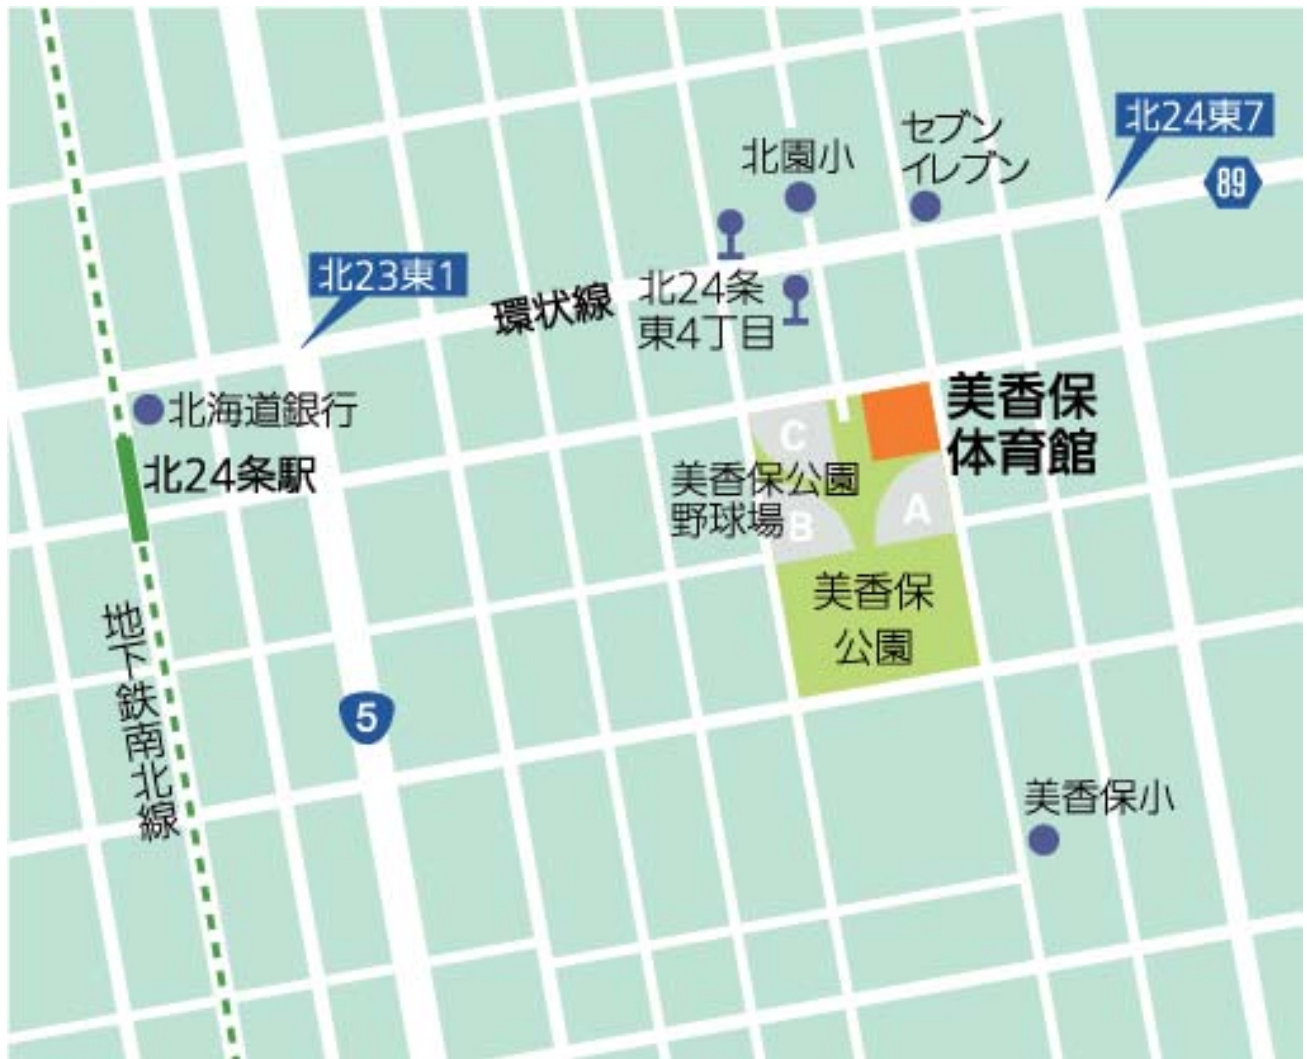 北24東7
セブン
イレブン
北園小
89
北23東1
環状線
北24条
東4丁目
北海道銀行
北24条駅
美香保
体育館
C
美香保公園
野球場
B
A
美香保
公園
地下鉄南北線
5
美香保小